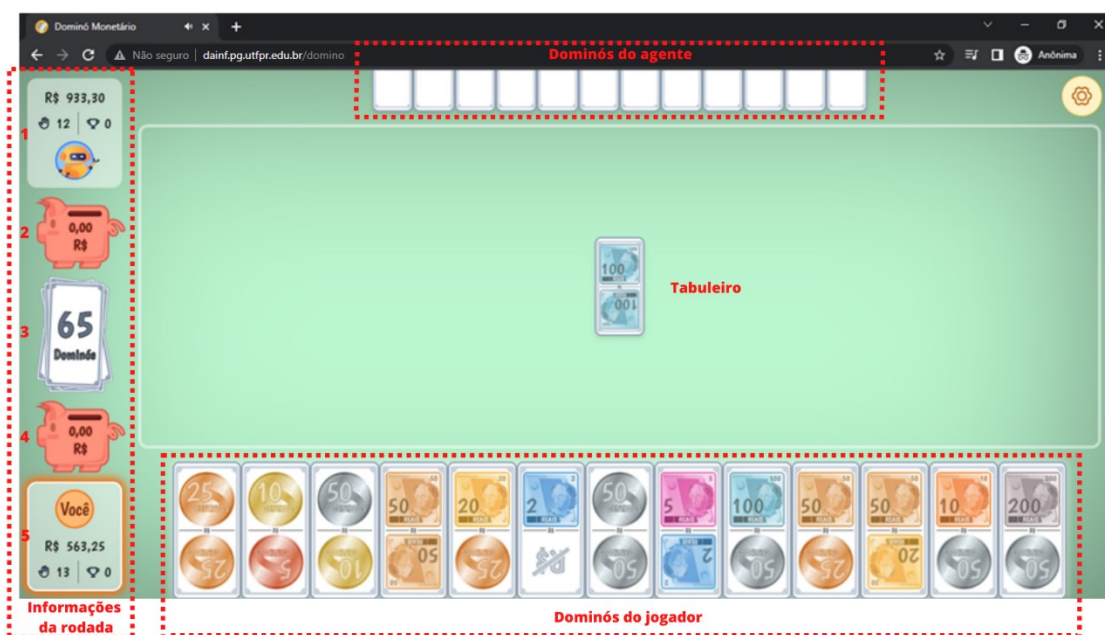 Dominó Monetário
Não seguro | dainf.pg.utfpr.edu.br/domino
Anônima
Dominós do agente
1
R$ 933,30
12 0
2
0,00
R$
3
65
Dominós
4
0,00
R$
5
Você
R$ 563,25
13 0
Informações
da rodada
100
REAIS
100
Tabuleiro
25 10 50 50 20 2 50 5 100 50 50 10 200
25 5 10 50 25 50 2 50 25 20 50 50
Dominós do jogador